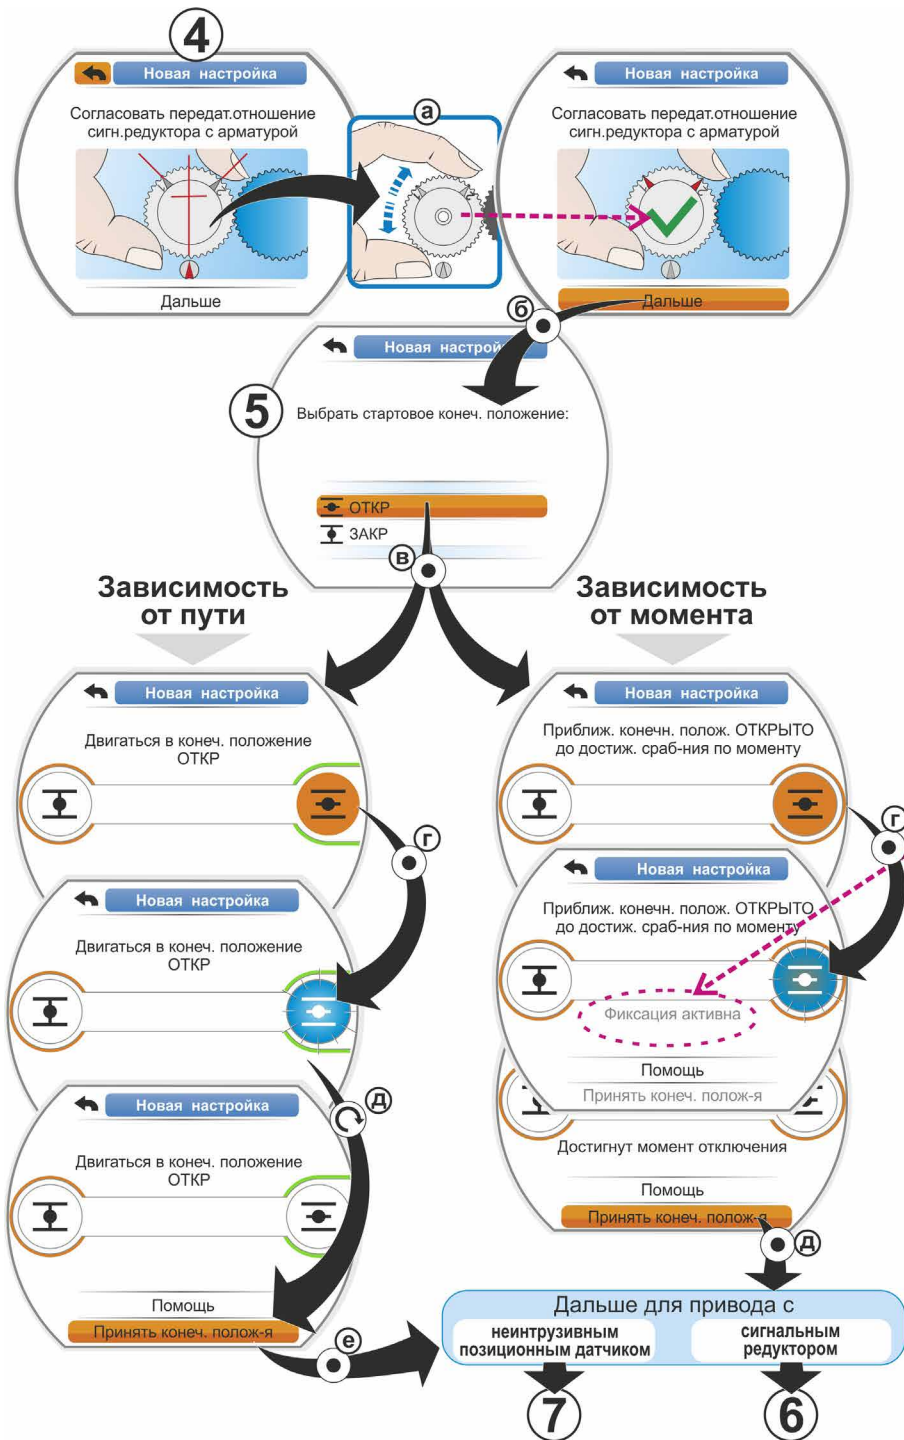 4
Новая настройка
Согласовать передат.отношение
сигн.редуктора с арматурой
Дальше
а
Новая настройка
Согласовать передат.отношение
сигн.редуктора с арматурой
Дальше
б
5
Новая настрой
Выбрать стартовое конеч. положение:
ОТКР
ЗАКР
в
Зависимость
от пути
Зависимость
от момента
Новая настройка
Двигаться в конеч. положение
ОТКР
г
Новая настройка
Двигаться в конеч. положение
ОТКР
д
Новая настройка
Двигаться в конеч. положение
ОТКР
Помощь
Принять конеч. полож-я
е
Новая настройка
Приближ. конечн. полож. ОТКРЫТО
до достиж. сраб-ния по моменту
г
Новая настройка
Приближ. конечн. полож. ОТКРЫТО
до достиж. сраб-ния по моменту
Фиксация активна
Помощь
Принять конеч. полож-я
Достигнут момент отключения
Помощь
Принять конеч. полож-я
д
Дальше для привода с
неинтрузивным
позиционным датчиком
сигнальным
редуктором
7
6